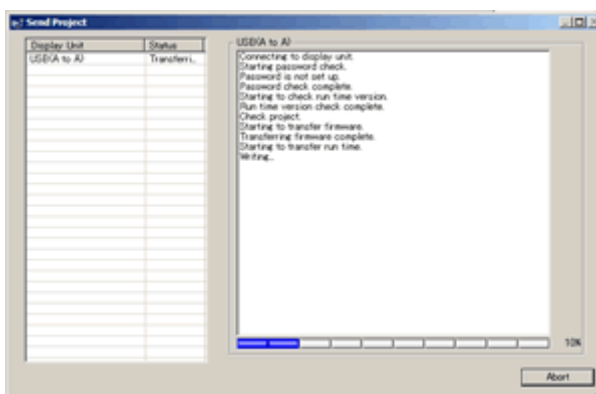 Send Project
Display Unit Status
USB(A to A) Transferri..
USB(A to A)
Connecting to display unit.
Starting password check.
Password is not set up.
Password check complete.
Starting to check run time version.
Run time version check complete.
Check project.
Starting to transfer firmware.
Transferring firmware complete.
Starting to transfer run time.
Writing...
10%
Abort